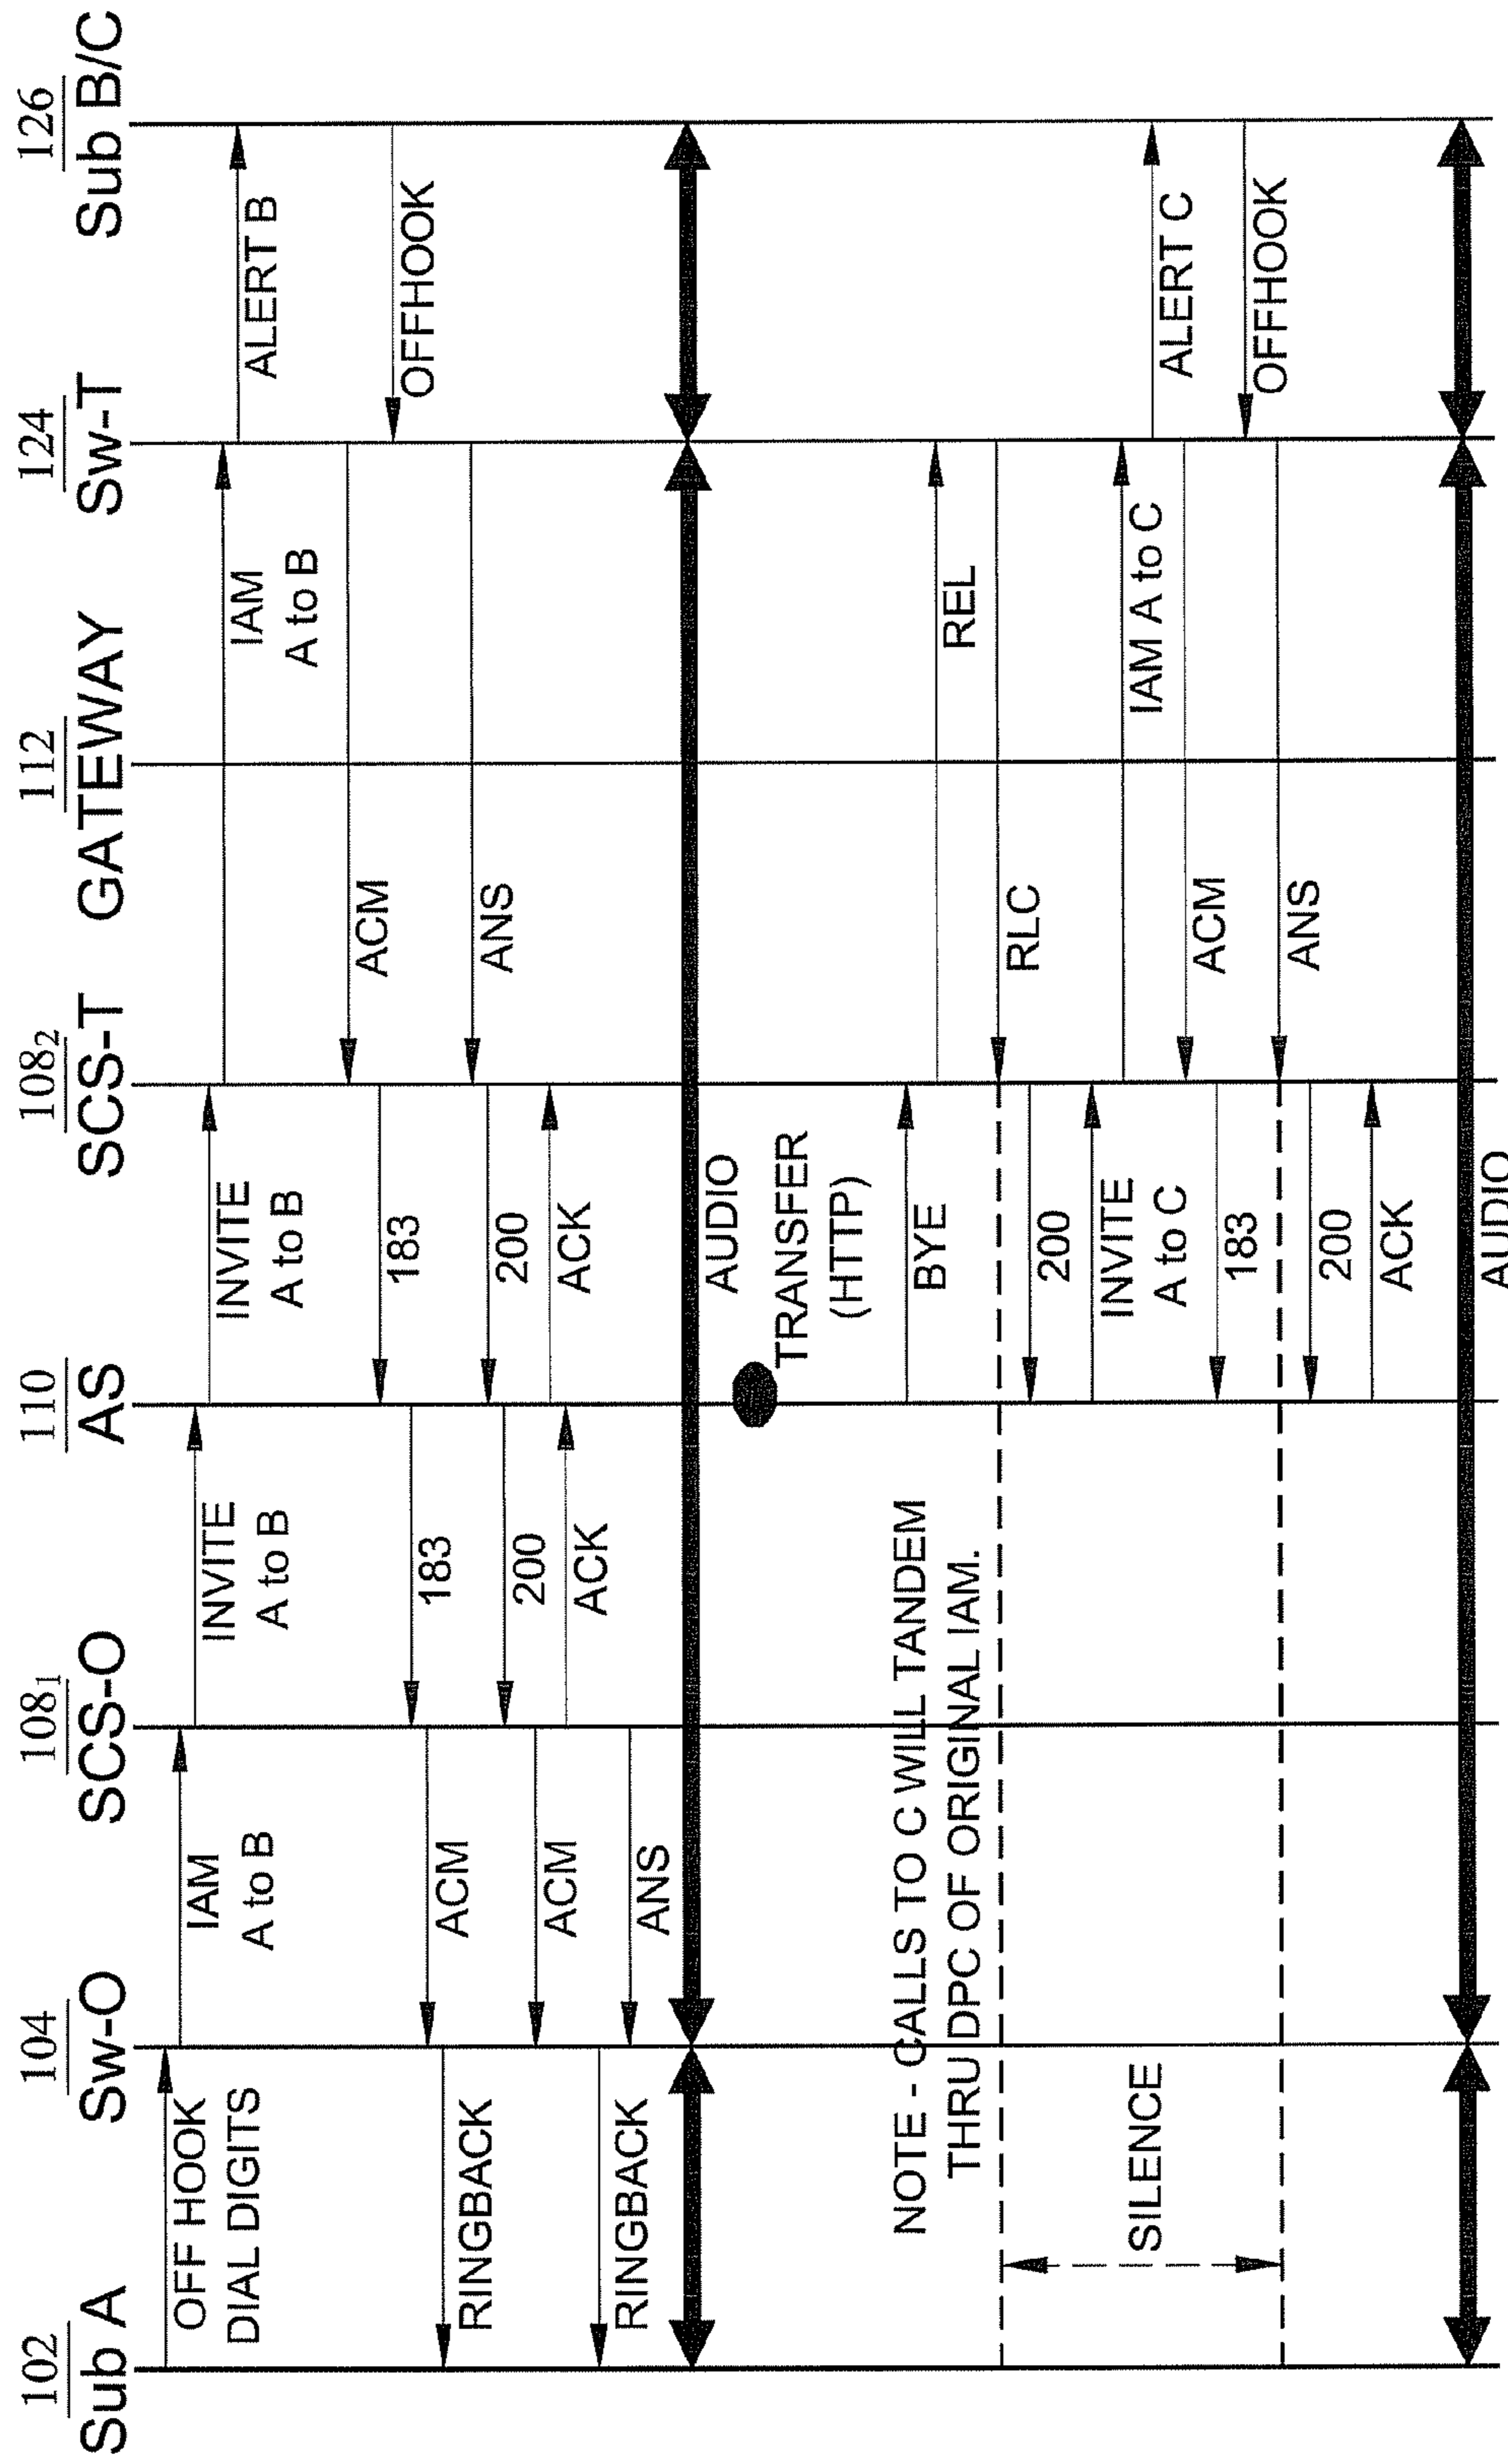 102
Sub A
104
Sw-O
108₁
SCS-O
110
AS
108₂
SCS-T
112
GATEWAY
124
Sw-T
126
Sub B/C
OFF HOOK
DIAL DIGITS
IAM
A to B
INVITE
A to B
INVITE
A to B
IAM
A to B
ALERT B
ACM
183
OFFHOOK
183
ACM
RINGBACK
ANS
200
200
ACM
ACK
ACK
RINGBACK
ANS
AUDIO
TRANSFER
(HTTP)
NOTE - CALLS TO C WILL TANDEM
THRU DPC OF ORIGINAL IAM.
BYE
REL
RLC
200
INVITE
A to C
IAM A to C
ALERT C
ACM
183
OFFHOOK
SILENCE
ANS
200
ACK
AUDIO